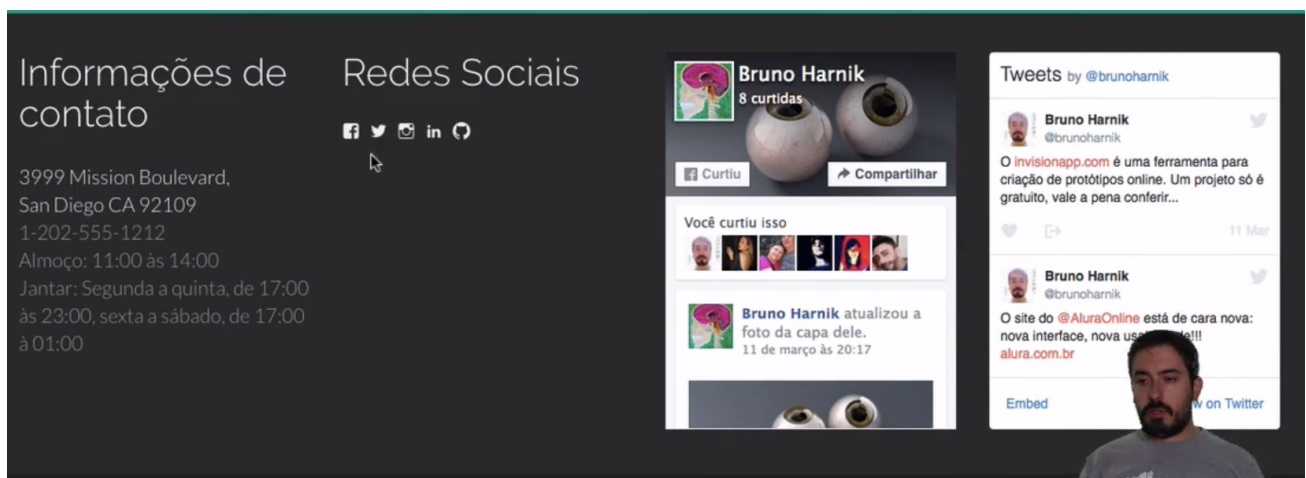 Informações de
contato
3999 Mission Boulevard,
San Diego CA 92109
1-202-555-1212
Almoço: 11:00 às 14:00
Jantar: Segunda a quinta, de 17:00
às 23:00, sexta a sábado, de 17:00
à 01:00
Redes Sociais
in
Bruno Harnik
8 curtidas
Curtiu
Compartilhar
Você curtiu isso
Bruno Harnik atualizou a
foto da capa dele.
11 de março às 20:17
Tweets by @brunoharnik
Bruno Harnik
@brunoharnik
O invisionapp.com é uma ferramenta para
criação de protótipos online. Um projeto só é
gratuito, vale a pena conferir...
11 Mar
Bruno Harnik
@brunoharnik
O site do @AluraOnline está de cara nova:
nova interface, nova
alura.com.br
Embed
on Twitter